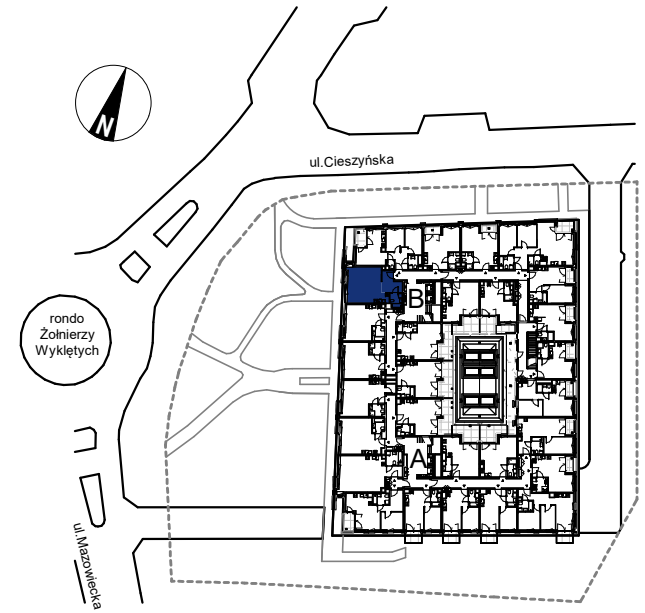 N
ul.Cieszyńska
B
rondo
Żołnierzy
Wyklętych
A
ul.Mazowiecka